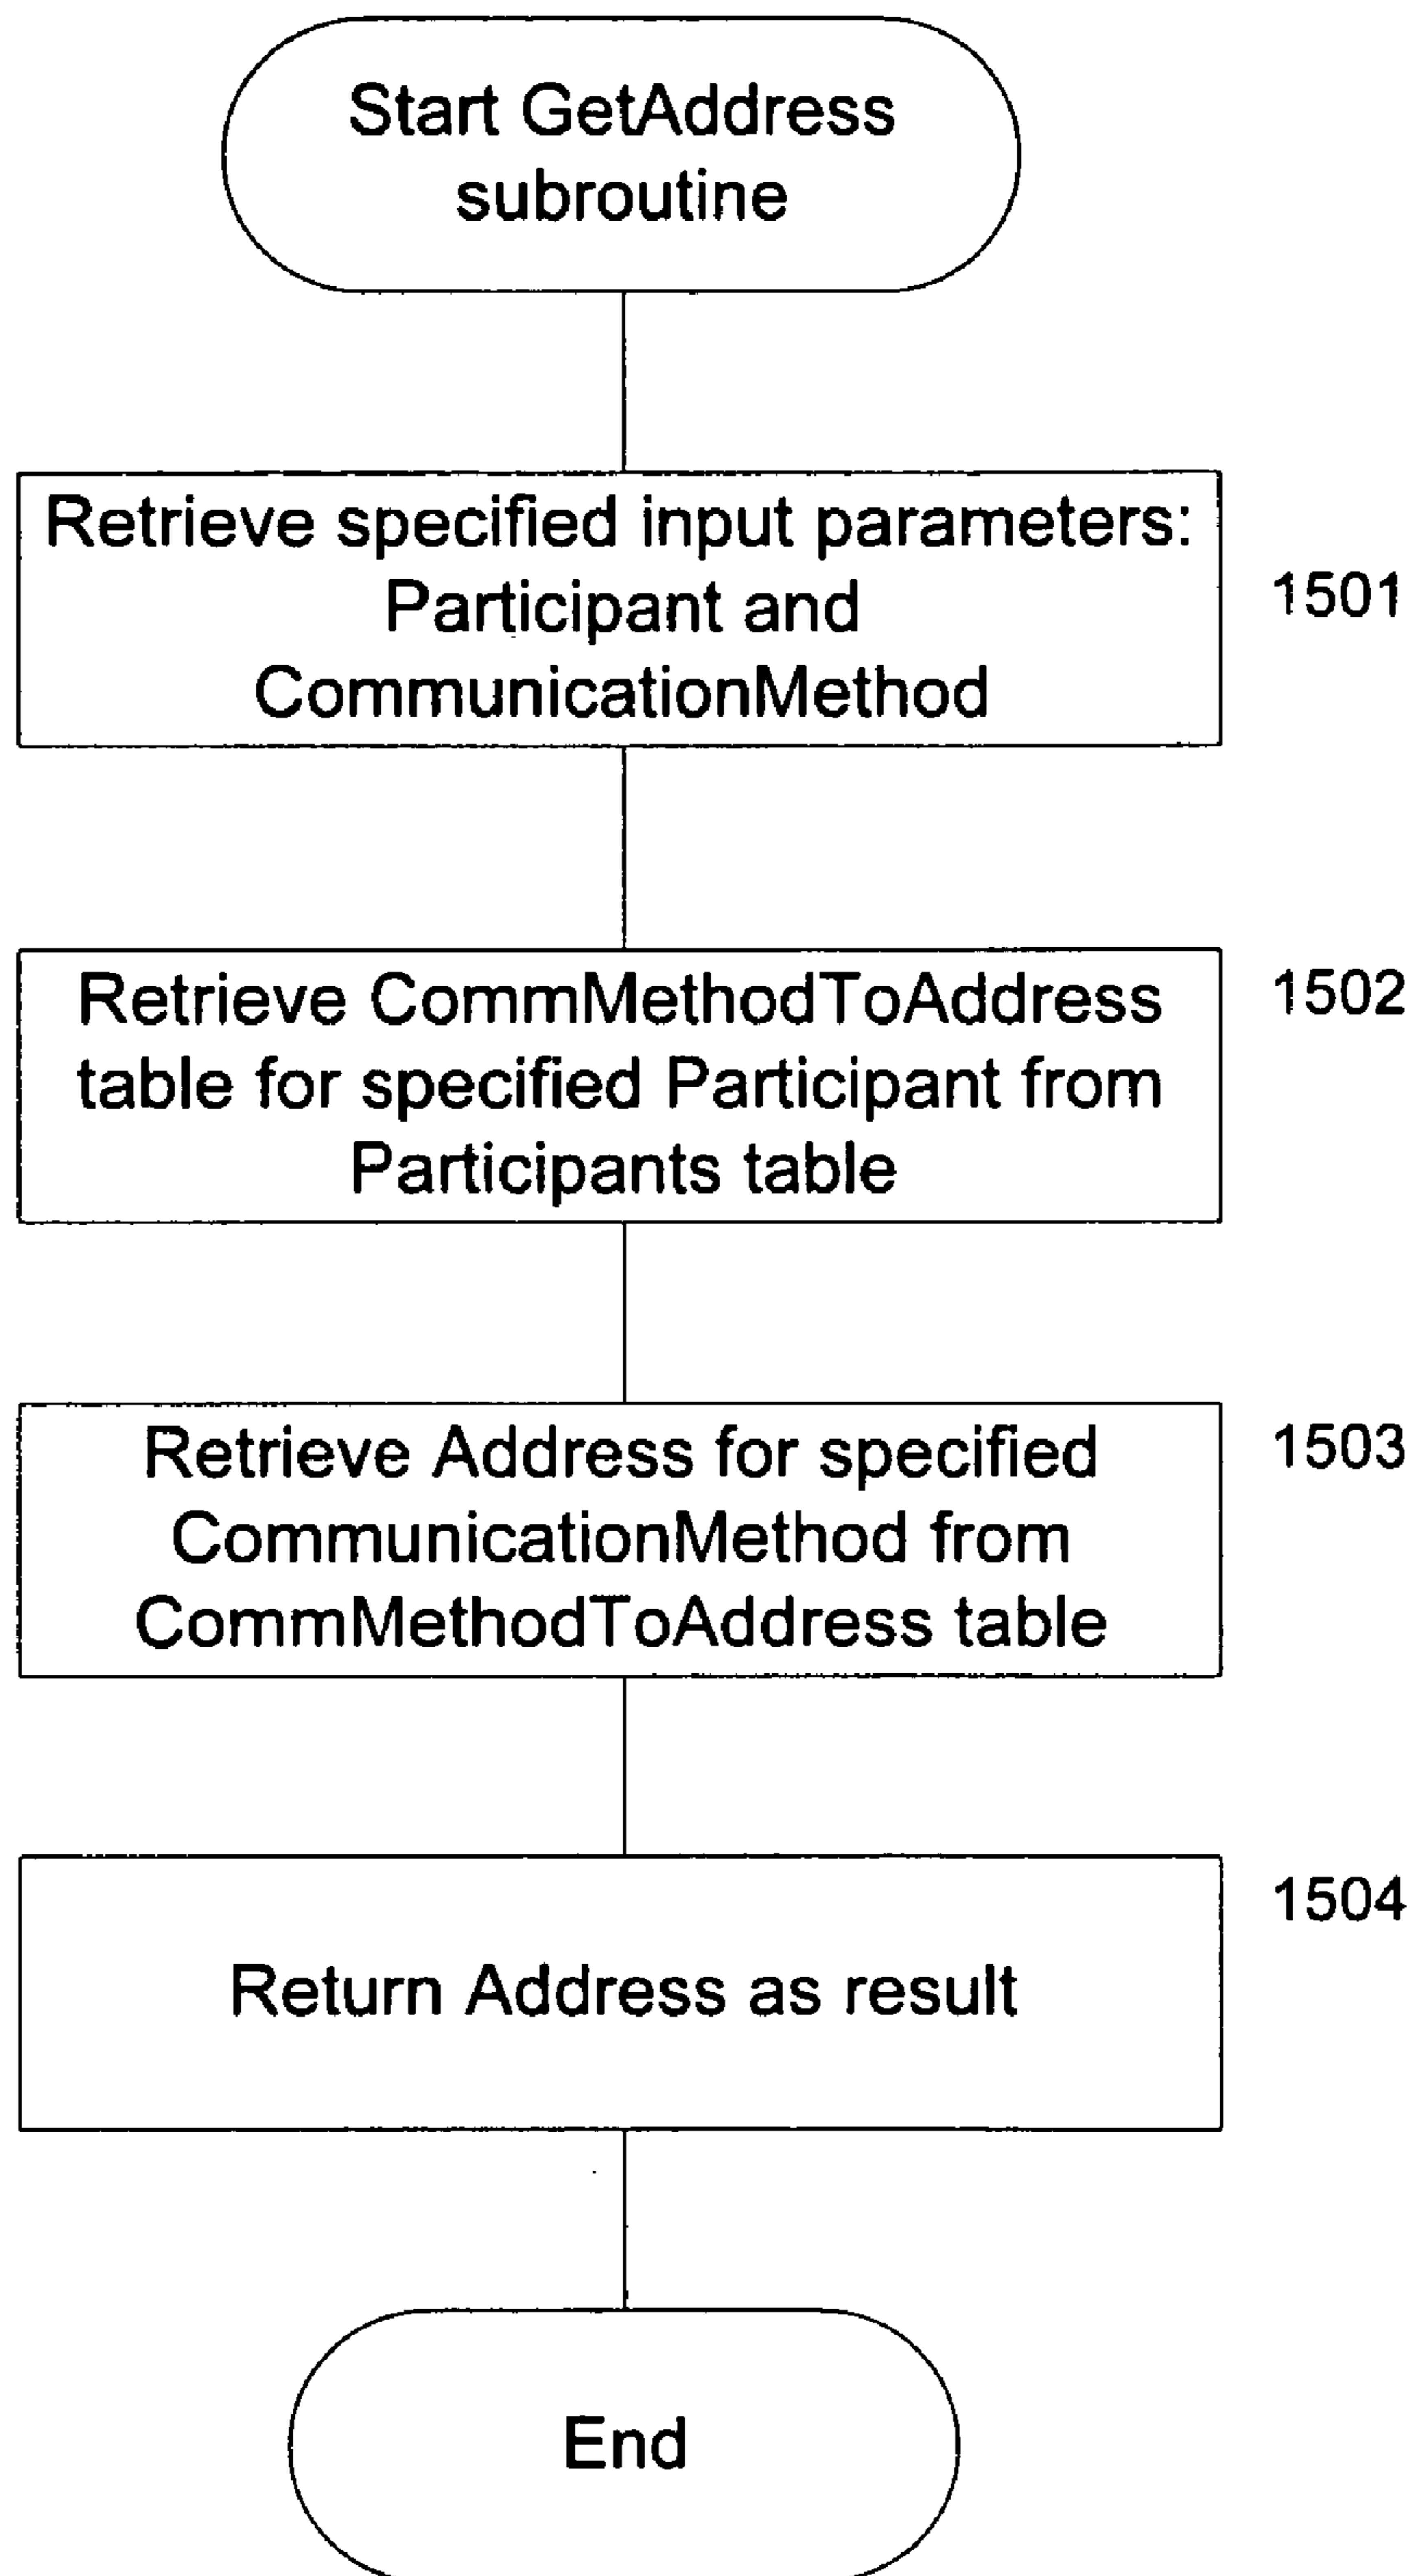 Start GetAddress
subroutine
Retrieve specified input parameters:
Participant and
CommunicationMethod
1501
Retrieve CommMethodToAddress
table for specified Participant from
Participants table
1502
Retrieve Address for specified
CommunicationMethod from
CommMethodToAddress table
1503
Return Address as result
1504
End